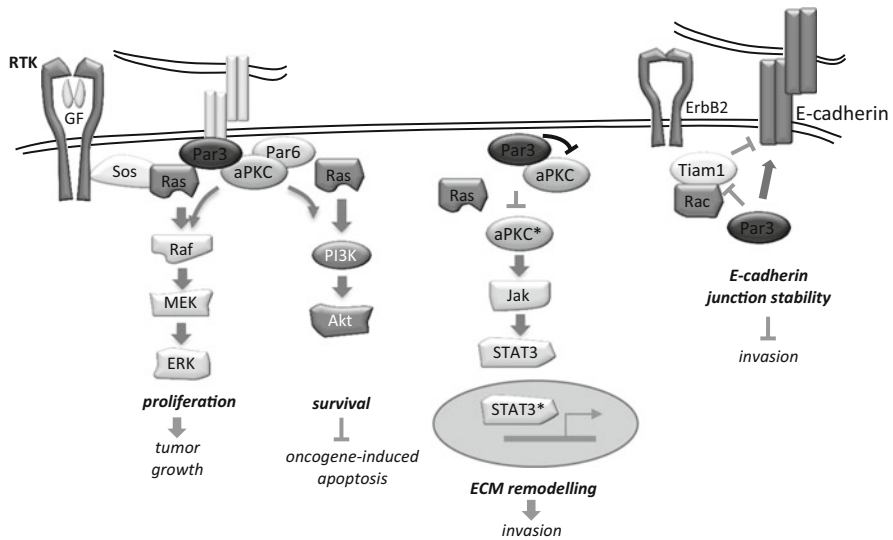 RTK
GF
Sos
Ras
Par3
aPKC
Par6
Raf
MEK
ERK
proliferation
tumor
growth
Ras
PI3K
Akt
survival
oncogene-induced
apoptosis
Par3
aPKC
Ras
aPKC*
Jak
STAT3
STAT3*
ECM remodelling
invasion
ErbB2
E-cadherin
Tiam1
Rac
Par3
E-cadherin
junction stability
invasion